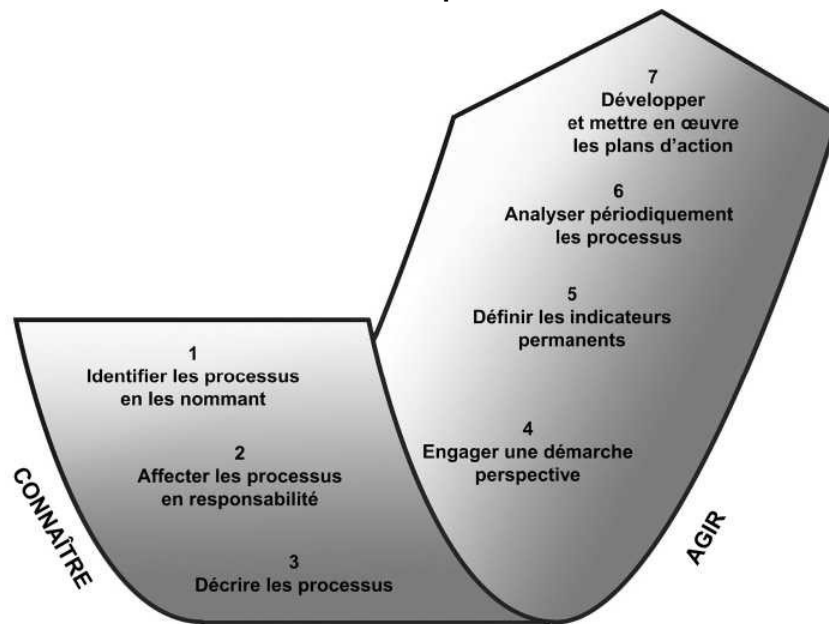 1
Identifier les processus
en les nommant
2
Affecter les processus
en responsabilité
3
Décrire les processus
CONNAÎTRE
4
Engager une démarche
perspective
5
Définir les indicateurs
permanents
6
Analyser périodiquement
les processus
7
Développer
et mettre en œuvre
les plans d’action
AGIR